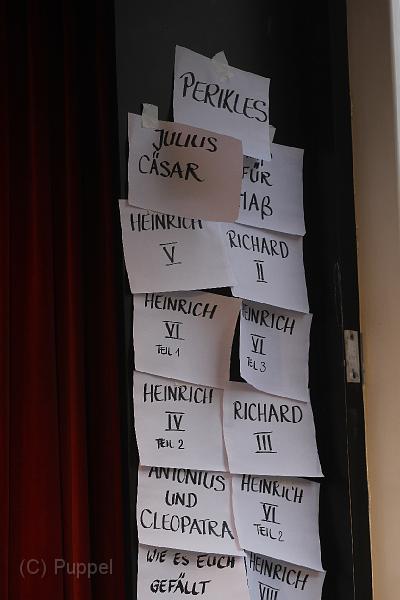 PERIKLES
JULIUS
CÄSAR
FÜR
MAß
HEINRICH
V
RICHARD
II
HEINRICH
VI
TEIL 1
HEINRICH
VI
TEIL 3
HEINRICH
IV
TEIL 2
RICHARD
III
ANTONIUS
UND
CLEOPATRA
HEINRICH
VI
TEIL 2
WIE ES EUCH
GEFÄLLT
HEINRICH
VIII
(C) Puppel